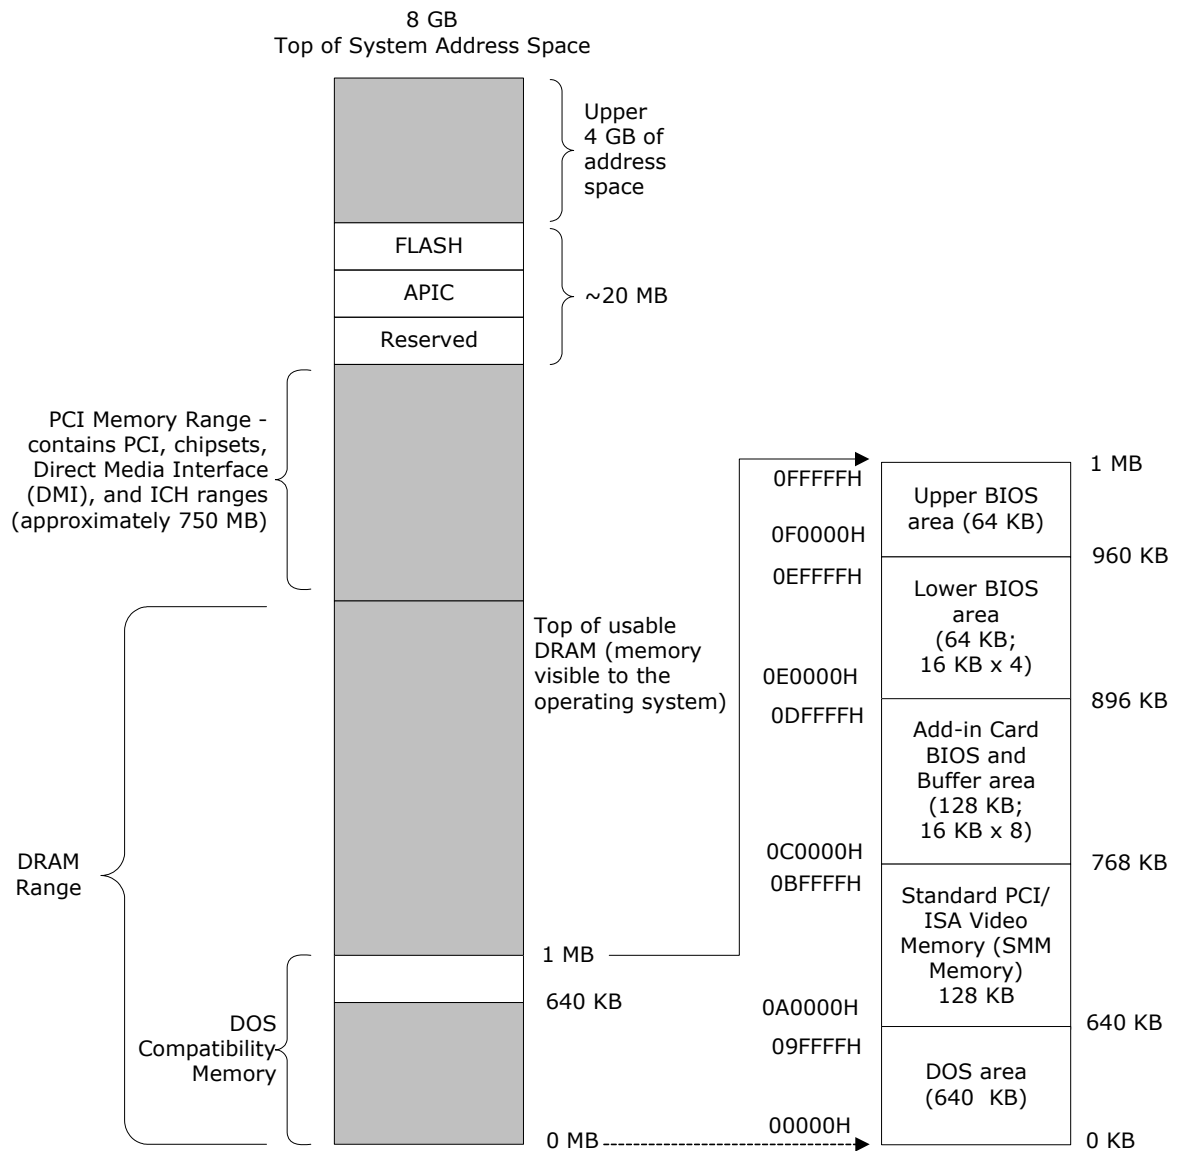 8 GB
Top of System Address Space
Upper
4 GB of
address
space
FLASH
APIC
Reserved
~20 MB
PCI Memory Range -
contains PCI, chipsets,
Direct Media Interface
(DMI), and ICH ranges
(approximately 750 MB)
Top of usable
DRAM (memory
visible to the
operating system)
DRAM
Range
1 MB
640 KB
DOS
Compatibility
Memory
0 MB
0FFFFFH
0F0000H
0EFFFFH
0E0000H
0DFFFFH
0C0000H
0BFFFFH
0A0000H
09FFFFH
00000H
Upper BIOS
area (64 KB)
Lower BIOS
area
(64 KB;
16 KB x 4)
Add-in Card
BIOS and
Buffer area
(128 KB;
16 KB x 8)
Standard PCI/
ISA Video
Memory (SMM
Memory)
128 KB
DOS area
(640  KB)
1 MB
960 KB
896 KB
768 KB
640 KB
0 KB